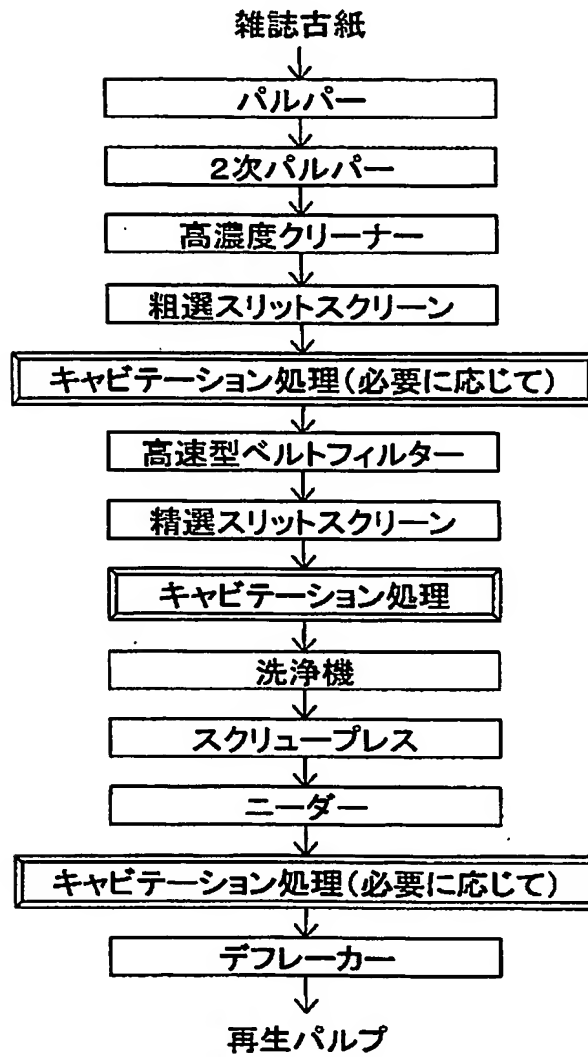 雑誌古紙
パルパー
2次パルパー
高濃度クリーナー
粗選スリットスクリーン
キャビテーション処理(必要に応じて)
高速型ベルトフィルター
精選スリットスクリーン
キャビテーション処理
洗浄機
スクリュープレス
ニーダー
キャビテーション処理(必要に応じて)
デフレーカー
再生パルプ